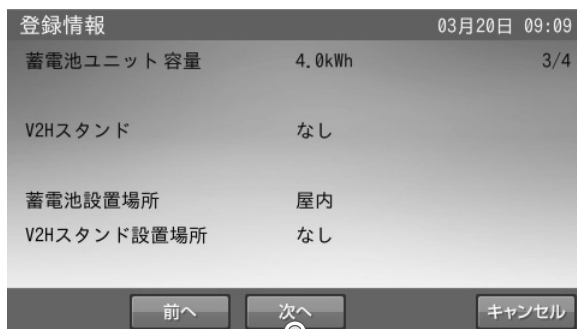 登録情報 03月20日 09:09
蓄電池ユニット 容量 4.0kWh 3/4
V2Hスタンド なし
蓄電池設置場所 屋内
V2Hスタンド設置場所 なし
前へ 次へ キャンセル